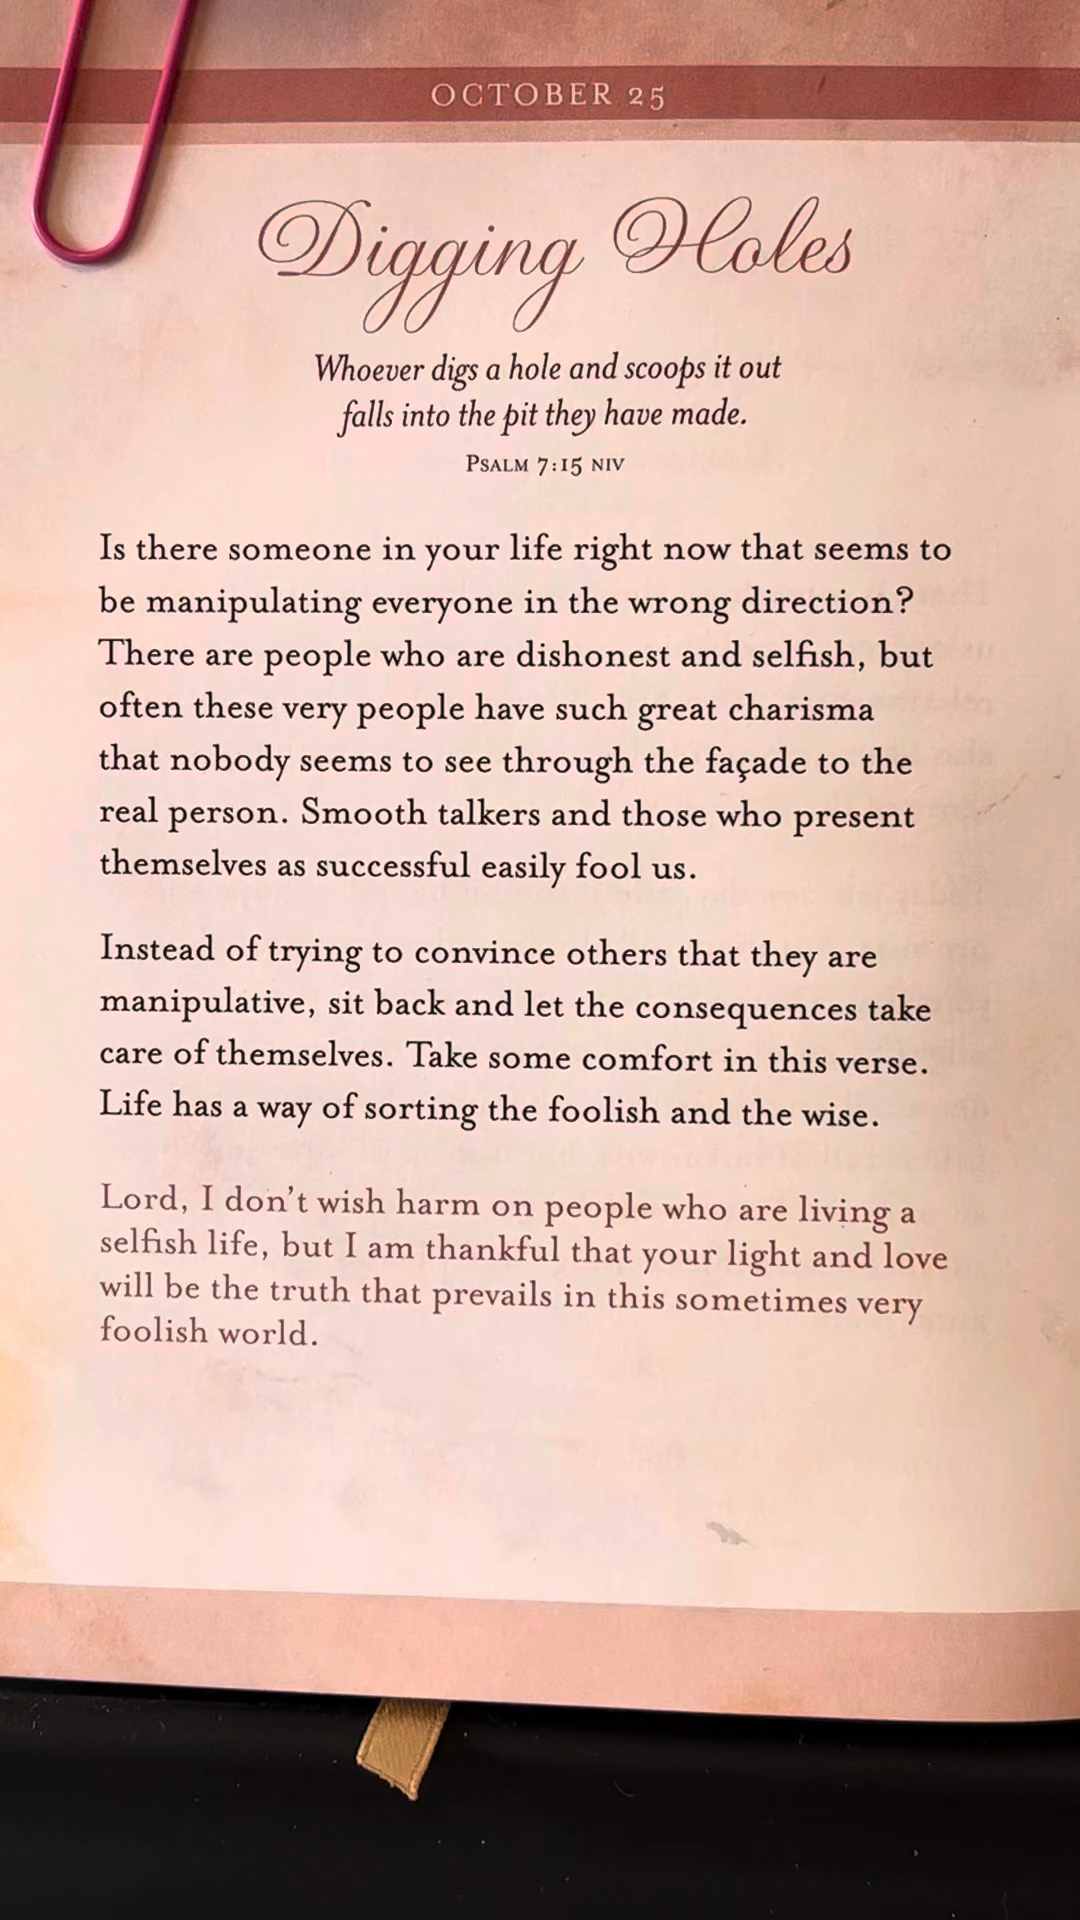 OCTOBER 25
Digging Holes
Whoever digs a hole and scoops it out
falls into the pit they have made.
PSALM 7:15 NIV
Is there someone in your life right now that seems to
be manipulating everyone in the wrong direction?
There are people who are dishonest and selfish, but
often these very people have such great charisma
that nobody seems to see through the façade to the
real person. Smooth talkers and those who present
themselves as successful easily fool us.
Instead of trying to convince others that they are
manipulative, sit back and let the consequences take
care of themselves. Take some comfort in this verse.
Life has a way of sorting the foolish and the wise.
Lord, I don't wish harm on people who are living a
selfish life, but I am thankful that your light and love
will be the truth that prevails in this sometimes very
foolish world.